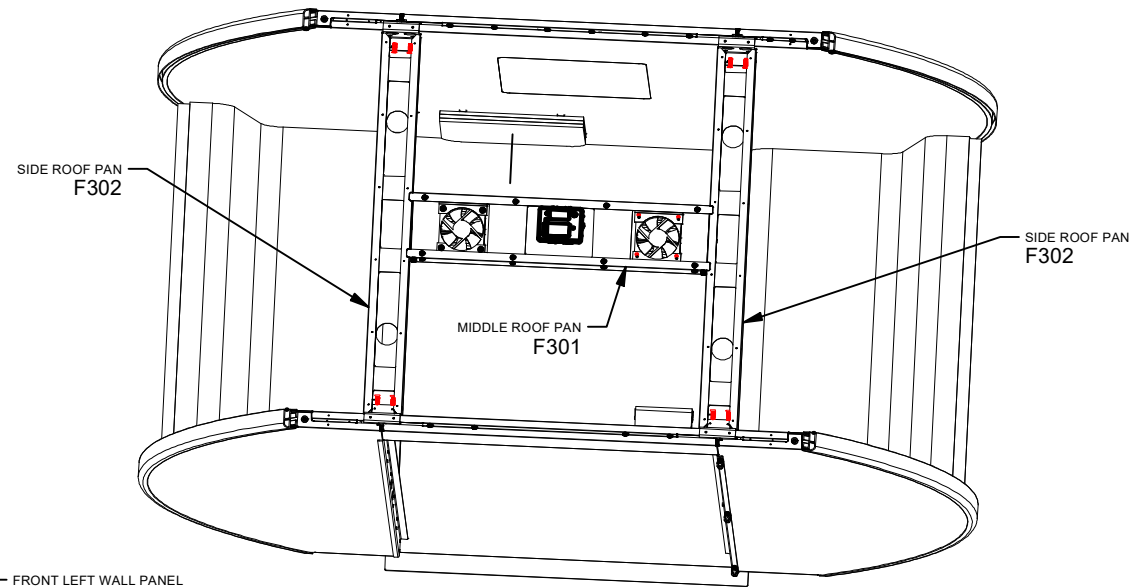 SIDE ROOF PAN
F302
SIDE ROOF PAN
F302
MIDDLE ROOF PAN
F301
FRONT LEFT WALL PANEL